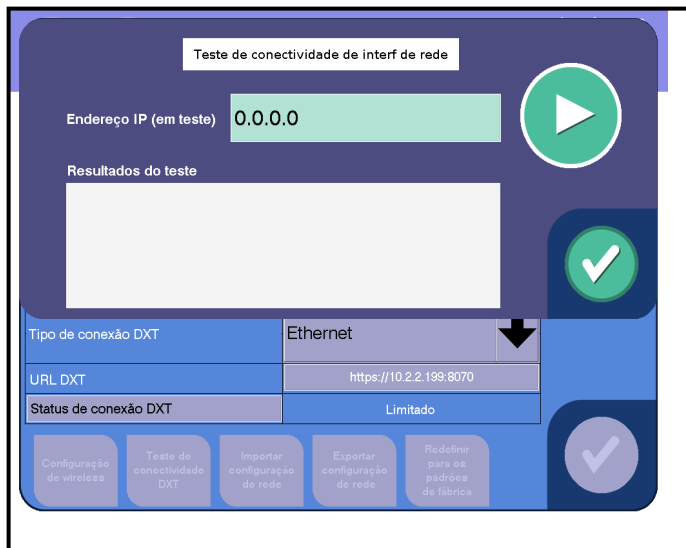 Teste de conectividade de interf de rede
Endereço IP (em teste)
0.0.0.0
Resultados do teste
Tipo de conexão DXT
Ethernet
URL DXT
https://10.2.2.199:8070
Status de conexão DXT
Limitado
Configuração
de wireless
Teste de
conectividade
DXT
Importar
configuração
de rede
Exportar
configuração
de rede
Redefinir
para os
padrões
de fábrica